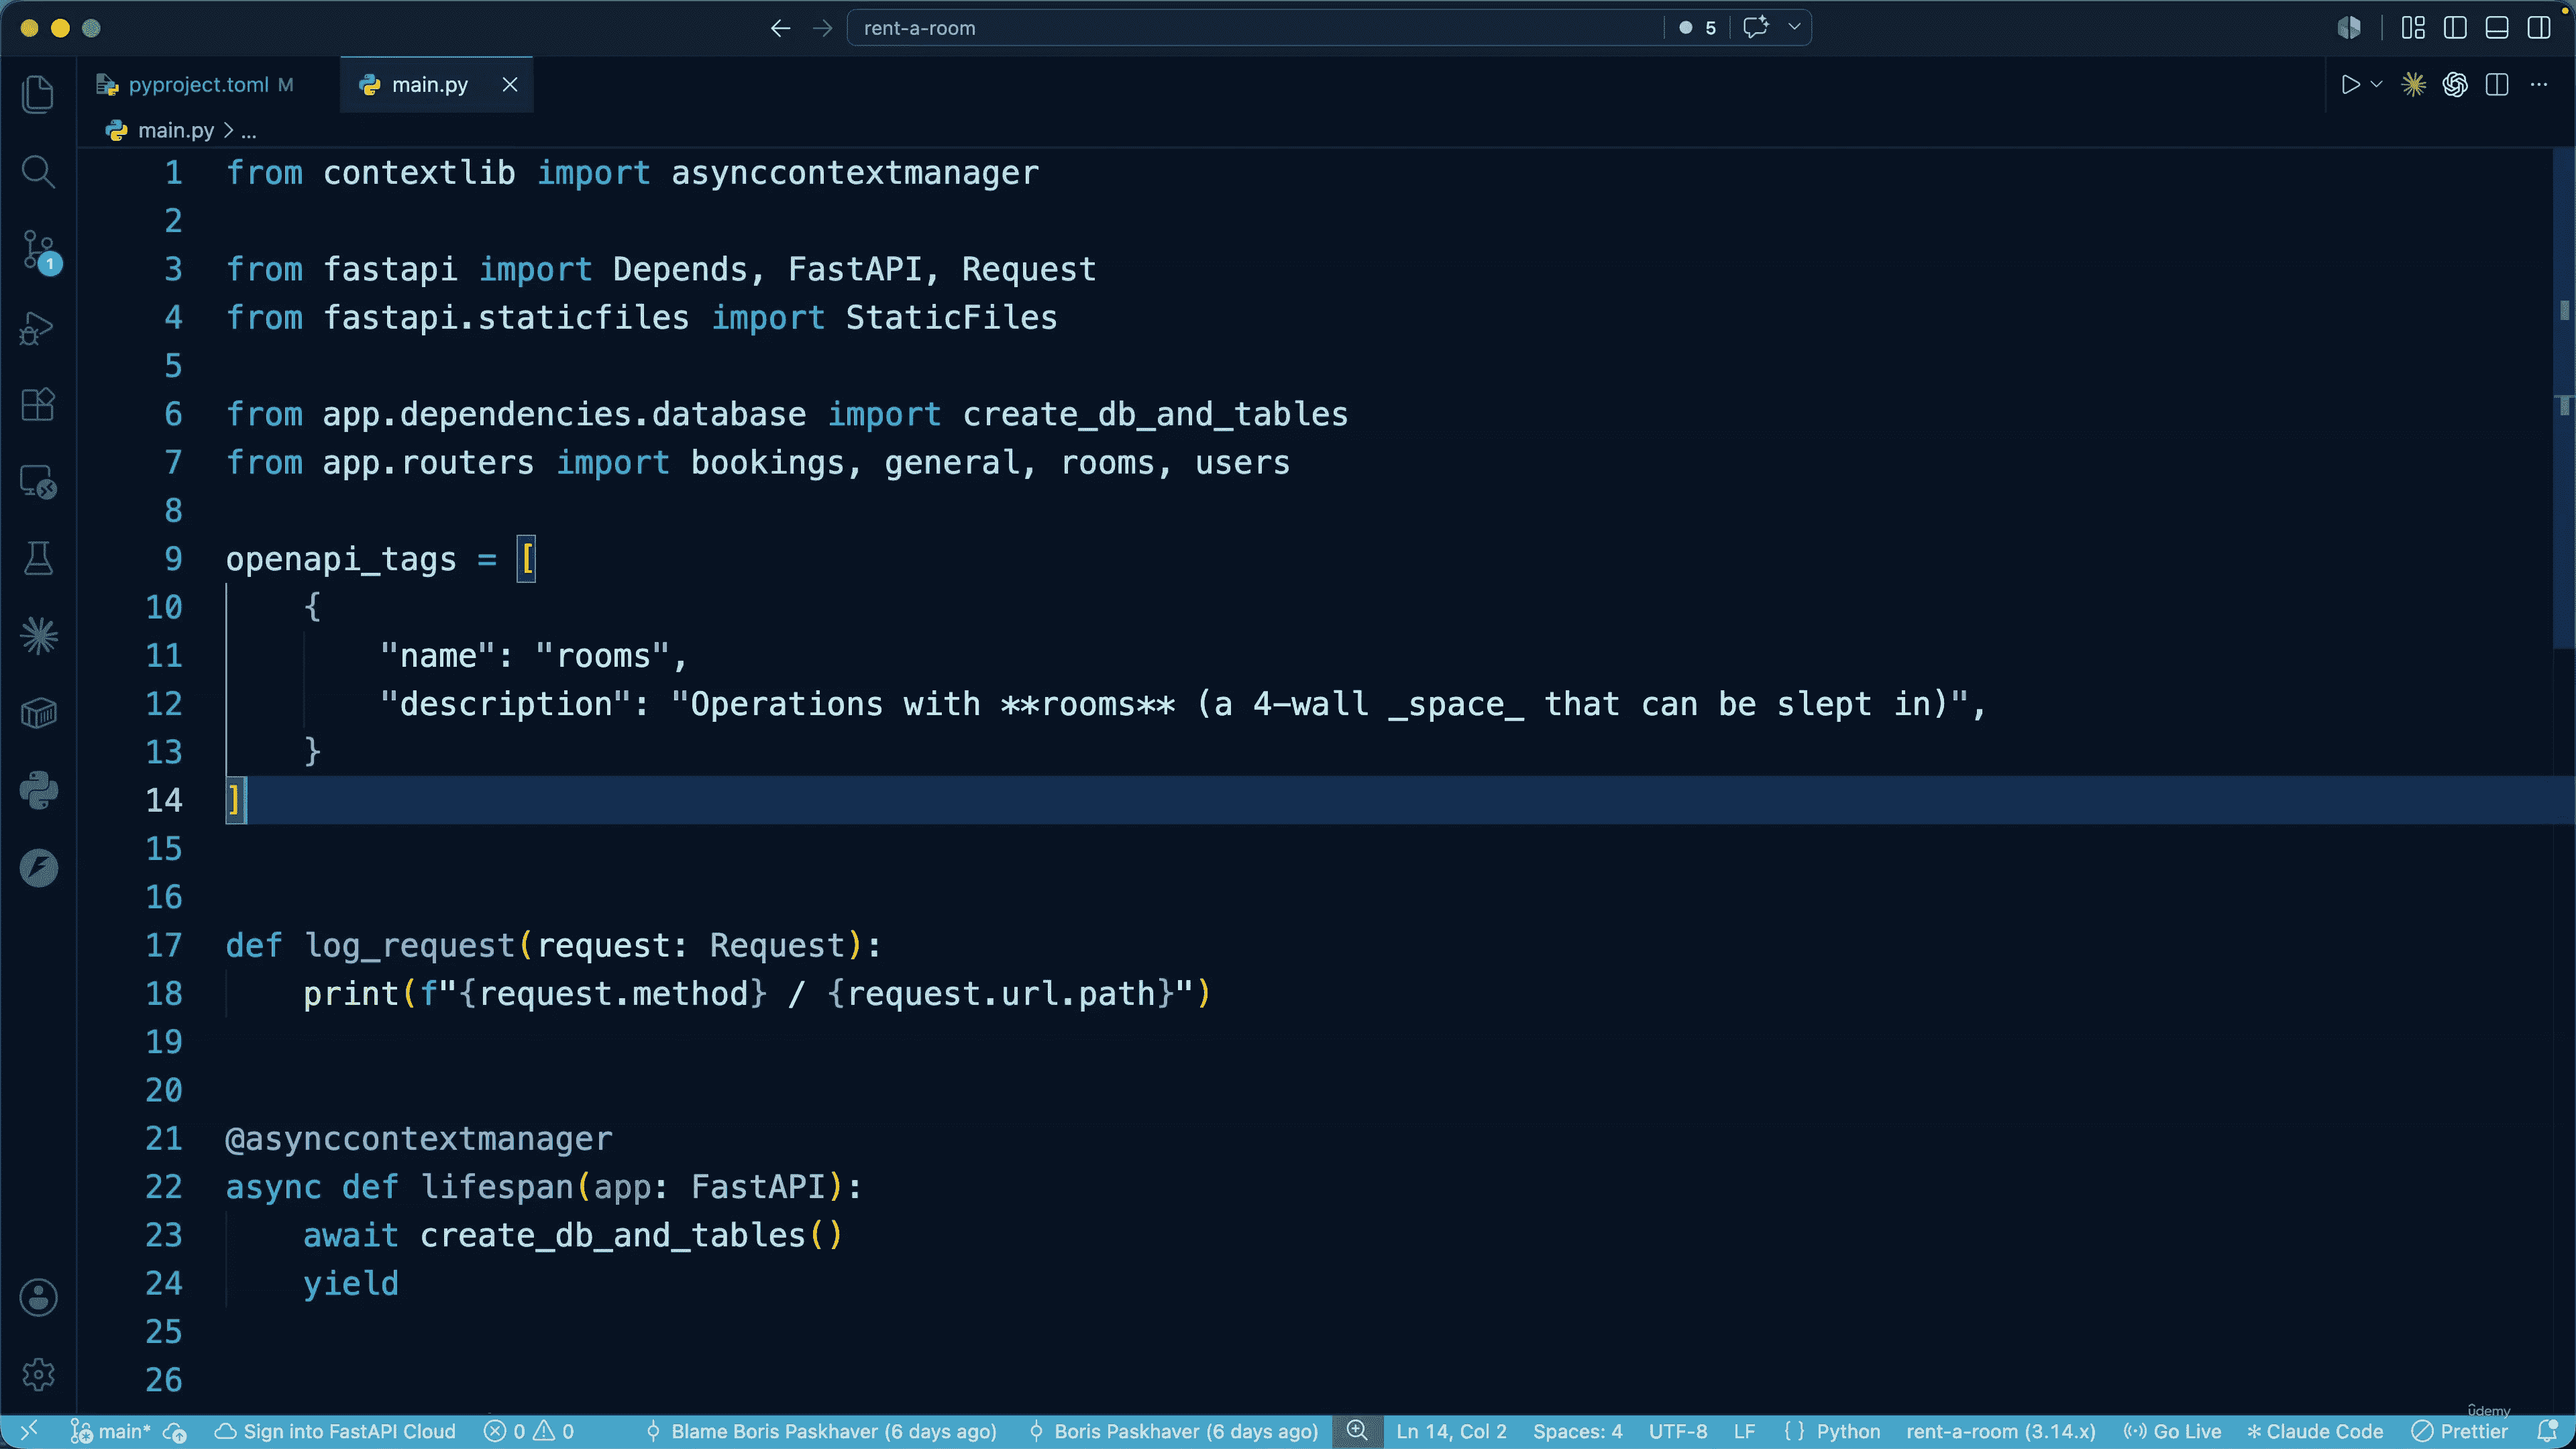 rent-a-room
5
pyproject.toml M
main.py
main.py > ...
1 from contextlib import asynccontextmanager
2
3 from fastapi import Depends, FastAPI, Request
4 from fastapi.staticfiles import StaticFiles
5
6 from app.dependencies.database import create_db_and_tables
7 from app.routers import bookings, general, rooms, users
8
9 openapi_tags = [
10     {
11         "name": "rooms",
12         "description": "Operations with **rooms** (a 4-wall _space_ that can be slept in)",
13     }
14 ]
15
16
17 def log_request(request: Request):
18     print(f"{request.method} / {request.url.path}")
19
20
21 @asynccontextmanager
22 async def lifespan(app: FastAPI):
23     await create_db_and_tables()
24     yield
25
26
1
udemy
main* Sign into FastAPI Cloud 0 0 Blame Boris Paskhaver (6 days ago) Boris Paskhaver (6 days ago) Ln 14, Col 2 Spaces: 4 UTF-8 LF { } Python rent-a-room (3.14.x) Go Live Claude Code Prettier